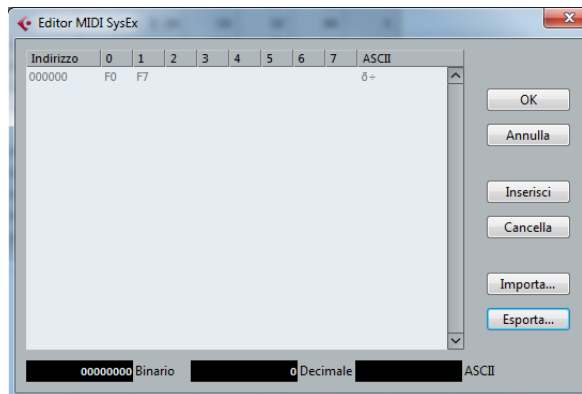 Editor MIDI SysEx
Indirizzo 0 1 2 3 4 5 6 7 ASCII
000000 F0 F7 ð÷
OK
Annulla
Inserisci
Cancella
Importa...
Esporta...
00000000 Binario 0 Decimale ASCII